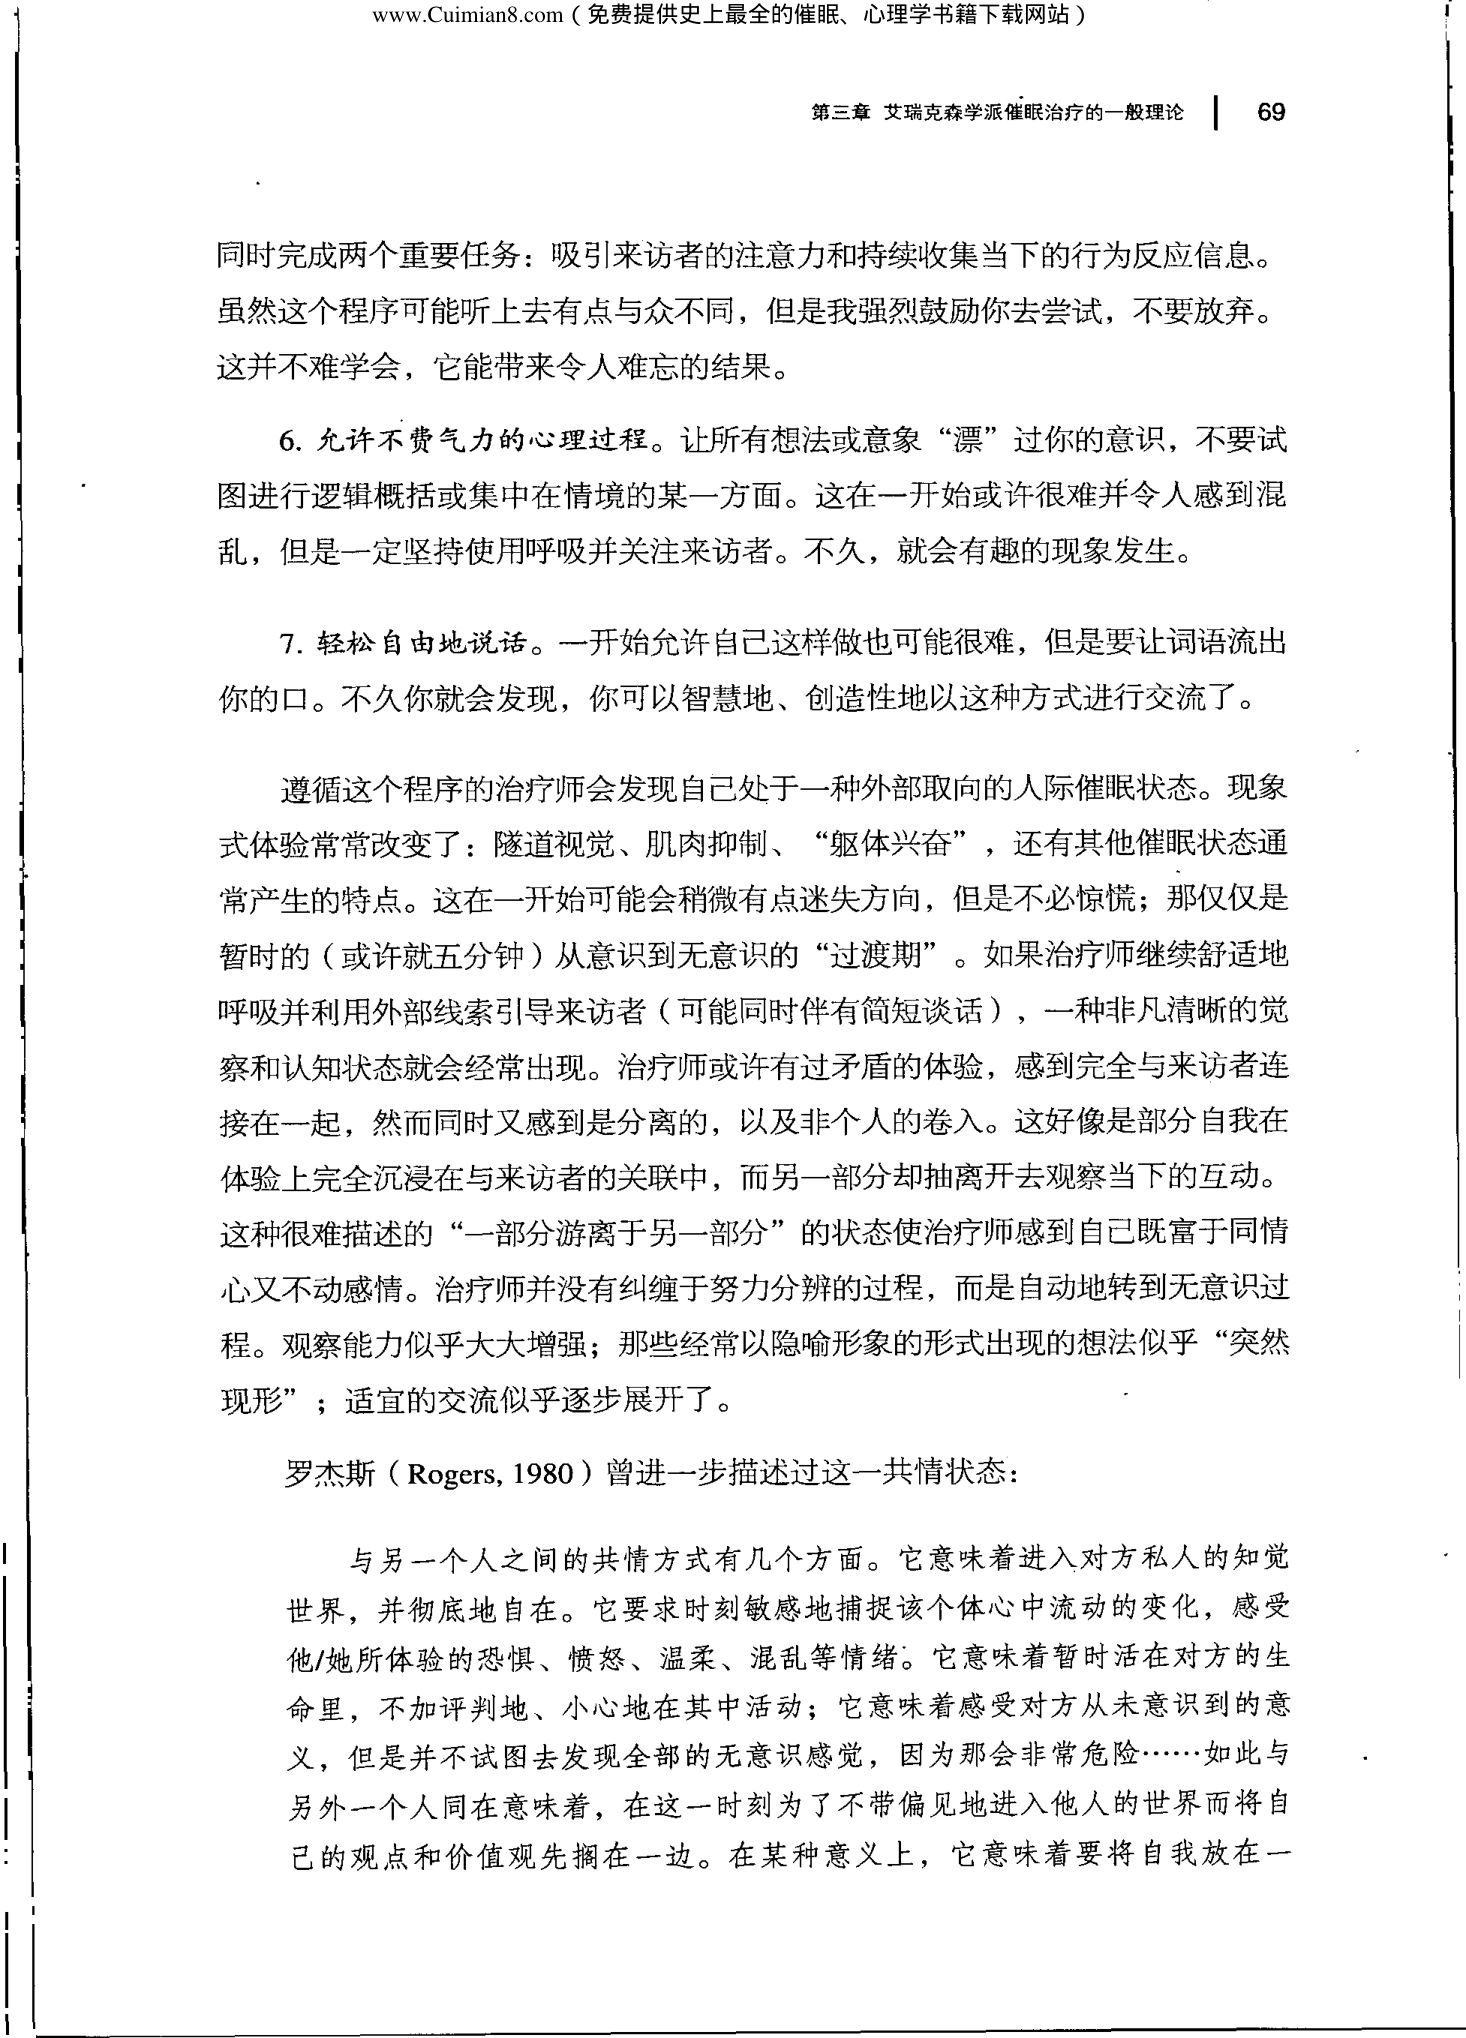 www.Cuimian8.com（免费提供史上最全的催眠、心理学书籍下载网站）
第三章 艾瑞克森学派催眠治疗的一般理论 | 69
同时完成两个重要任务：吸引来访者的注意力和持续收集当下的行为反应信息。
虽然这个程序可能听上去有点与众不同，但是我强烈鼓励你去尝试，不要放弃。
这并不难学会，它能带来令人难忘的结果。
6. 允许不费气力的心理过程。让所有想法或意象“漂”过你的意识，不要试
图进行逻辑概括或集中在情境的某一方面。这在一开始或许很难并令人感到混
乱，但是一定坚持使用呼吸并关注来访者。不久，就会有趣的现象发生。
7. 轻松自由地说话。一开始允许自己这样做也可能很难，但是要让词语流出
你的口。不久你就会发现，你可以智慧地、创造性地以这种方式进行交流了。
遵循这个程序的治疗师会发现自己处于一种外部取向的人际催眠状态。现象
式体验常常改变了：隧道视觉、肌肉抑制、“躯体兴奋”，还有其他催眠状态通
常产生的特点。这在一开始可能会稍微有点迷失方向，但是不必惊慌；那仅仅是
暂时的（或许就五分钟）从意识到无意识的“过渡期”。如果治疗师继续舒适地
呼吸并利用外部线索引导来访者（可能同时伴有简短谈话），一种非凡清晰的觉
察和认知状态就会经常出现。治疗师或许有过矛盾的体验，感到完全与来访者连
接在一起，然而同时又感到是分离的，以及非个人的卷入。这好像是部分自我在
体验上完全沉浸在与来访者的关联中，而另一部分却抽离开去观察当下的互动。
这种很难描述的“一部分游离于另一部分”的状态使治疗师感到自己既富于同情
心又不动感情。治疗师并没有纠缠于努力分辨的过程，而是自动地转到无意识过
程。观察能力似乎大大增强；那些经常以隐喻形象的形式出现的想法似乎“突然
现形”；适宜的交流似乎逐步展开了。
罗杰斯（Rogers, 1980）曾进一步描述过这一共情状态：
与另一个人之间的共情方式有几个方面。它意味着进入对方私人的知觉
世界，并彻底地自在。它要求时刻敏感地捕捉该个体心中流动的变化，感受
他/她所体验的恐惧、愤怒、温柔、混乱等情绪。它意味着暂时活在对方的生
命里，不加评判地、小心地在其中活动；它意味着感受对方从未意识到的意
义，但是并不试图去发现全部的无意识感觉，因为那会非常危险……如此与
另外一个人同在意味着，在这一时刻为了不带偏见地进入他人的世界而将自
己的观点和价值观先搁在一边。在某种意义上，它意味着要将自我放在一